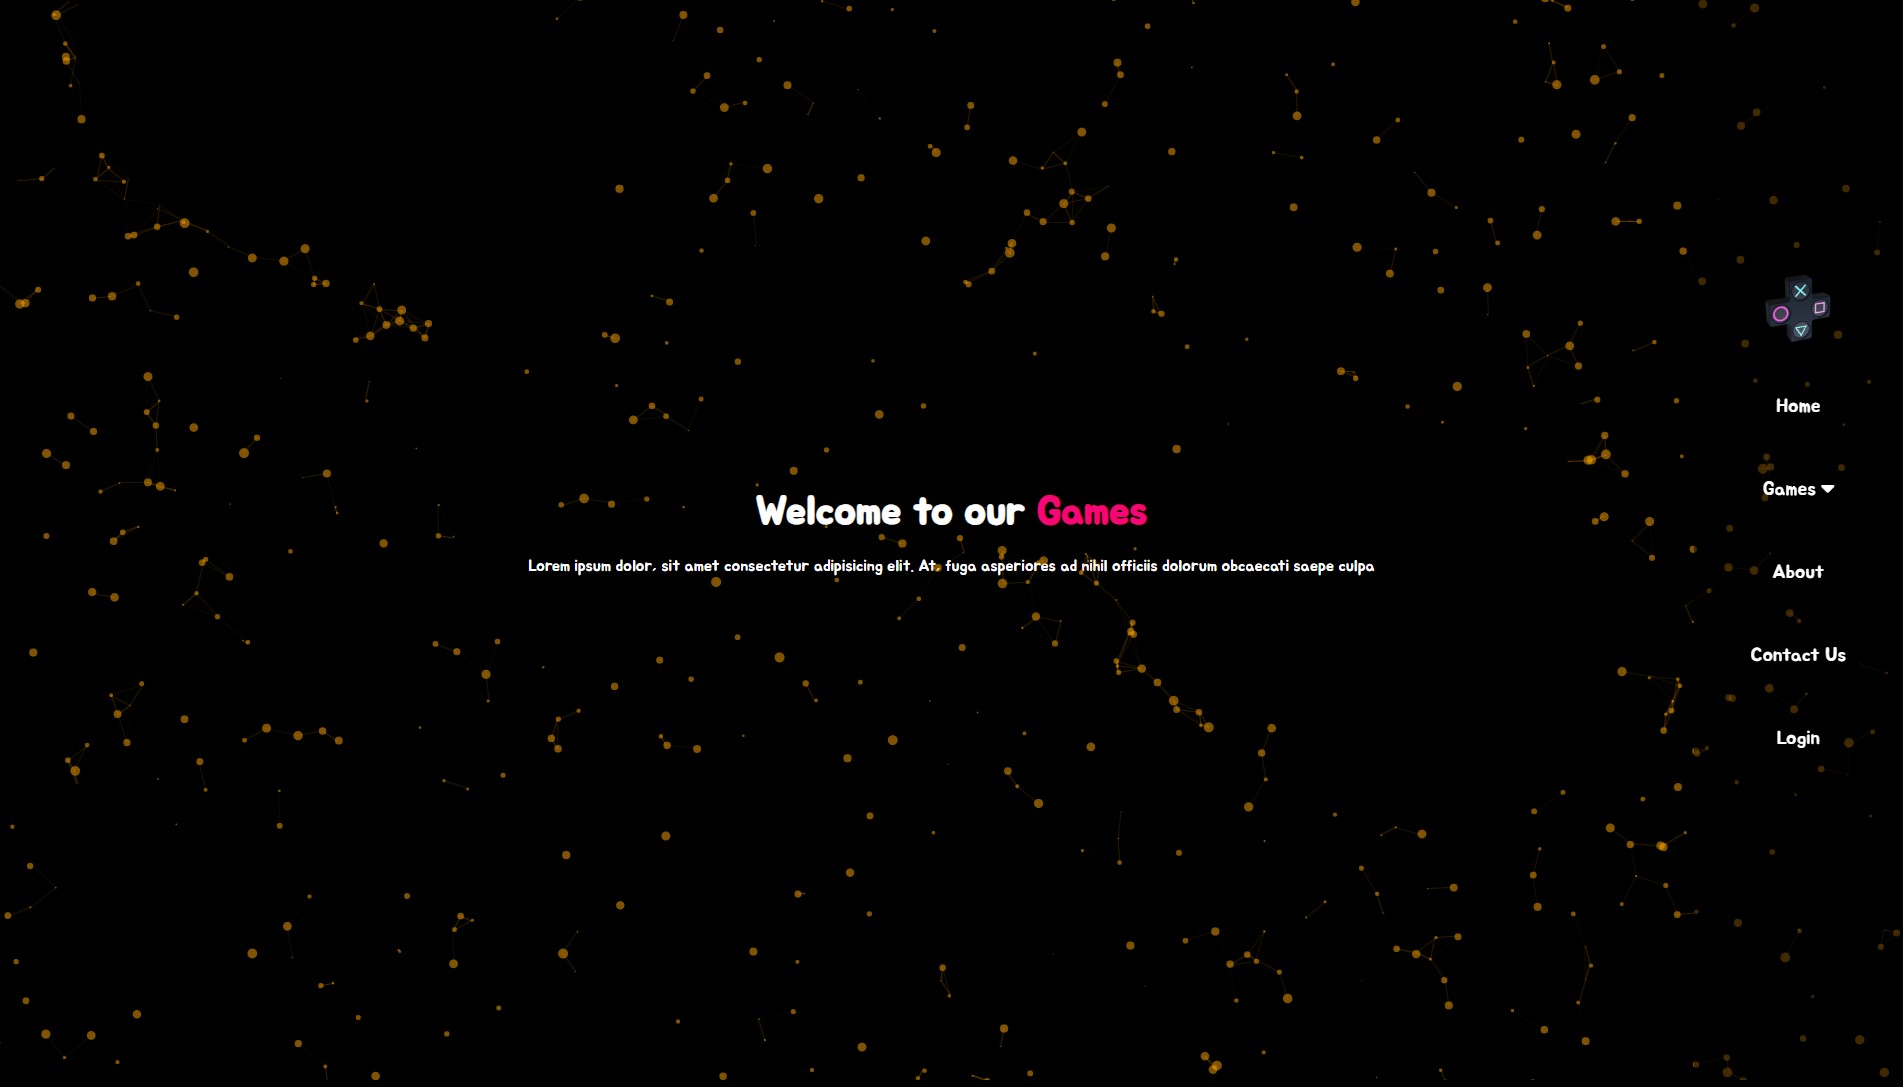 Welcome to our Games
Lorem ipsum dolor, sit amet consectetur adipisicing elit. At, fuga asperiores ad nihil officiis dolorum obcaecati saepe culpa
Home
Games
About
Contact Us
Login